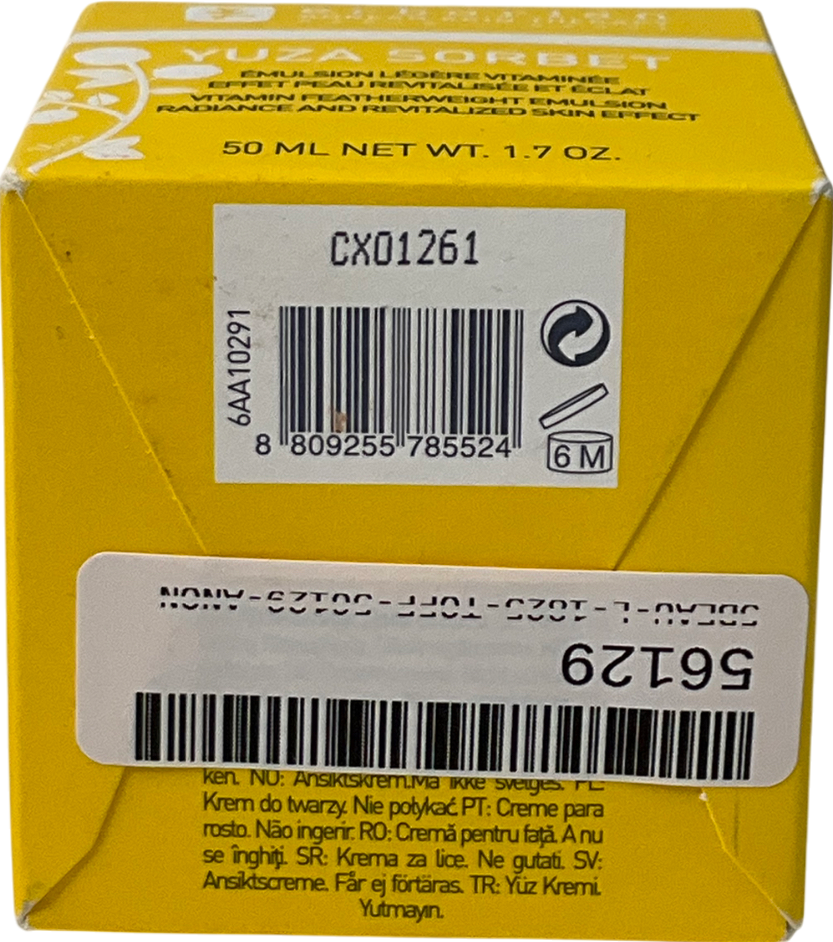 YUZA SORBET
ÉMULSION LÉGÈRE VITAMINÉE
EFFET PEAU REVITALISÉE ET ÉCLAT
VITAMIN FEATHERWEIGHT EMULSION
RADIANCE AND REVITALIZED SKIN EFFECT
50 ML NET WT. 1.7 OZ.
CX01261
6AA10291
8 809255 785524
6 M
56129
ken. NO: Ansiktskrem.Ma ikke svelges. PL:
Krem do twarzy. Nie połykać. PT: Creme para
rosto. Não ingerir. RO: Cremă pentru faţă. A nu
se înghiţi. SR: Krema za lice. Ne gutati. SV:
Ansiktscreme. Får ej förtäras. TR: Yüz Kremi.
Yutmayın.